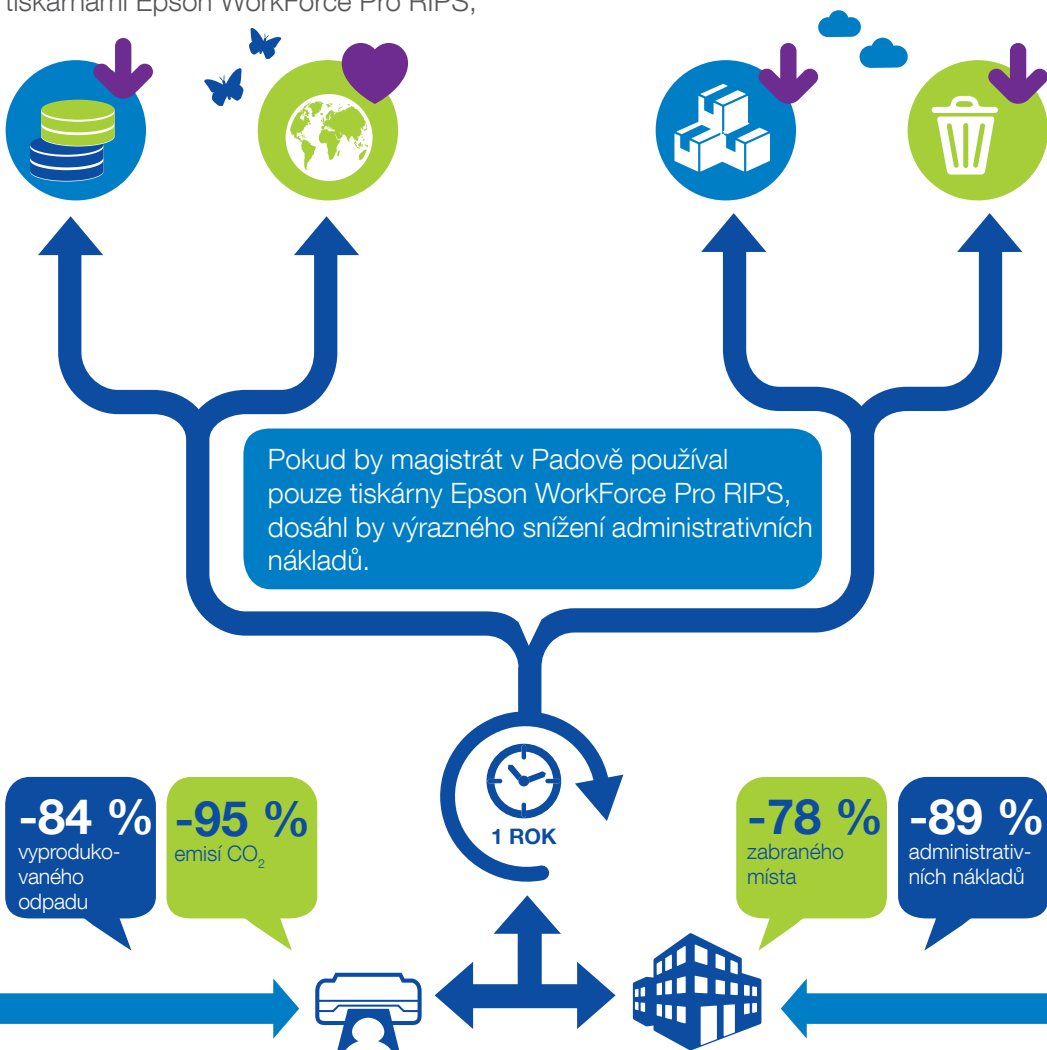 tiskárnami Epson WorkForce Pro RIPS,
Pokud by magistrát v Padově používal
pouze tiskárny Epson WorkForce Pro RIPS,
dosáhl by výrazného snížení administrativních
nákladů.
1 ROK
-84 %
vyproduko-
vaného
odpadu
-95 %
emisí CO₂
-78 %
zabraného
místa
-89 %
administrativ-
ních nákladů